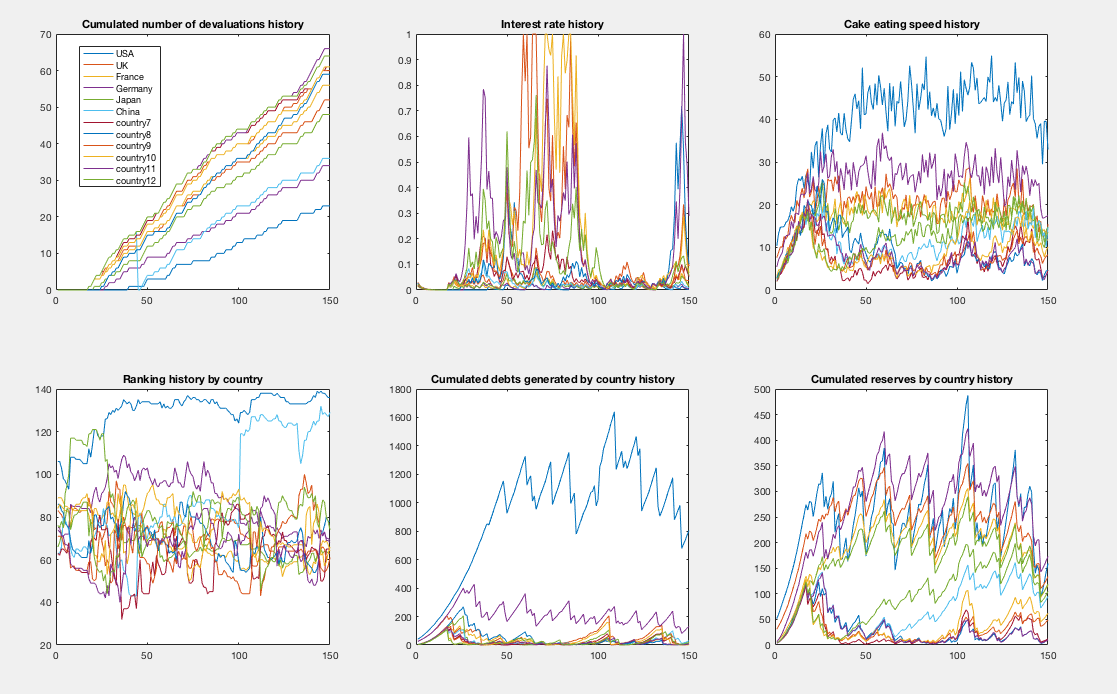 Cumulated number of devaluations history
70
60
50
40
30
20
10
0
0 50 100 150
USA
UK
France
Germany
Japan
China
country7
country8
country9
country10
country11
country12
Interest rate history
1
0.9
0.8
0.7
0.6
0.5
0.4
0.3
0.2
0.1
0
0 50 100 150
Cake eating speed history
60
50
40
30
20
10
0
0 50 100 150
Ranking history by country
140
120
100
80
60
40
20
0 50 100 150
Cumulated debts generated by country history
1800
1600
1400
1200
1000
800
600
400
200
0
0 50 100 150
Cumulated reserves by country history
500
450
400
350
300
250
200
150
100
50
0
0 50 100 150